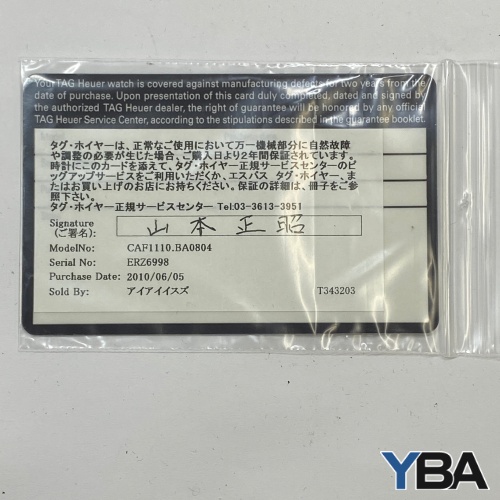 Your TAG Heuer watch is covered against manufacturing defects for two years from the
date of purchase. Upon presentation of this card duly completed, dated and signed by
the authorized TAG Heuer dealer, the right of guarantee will be honored by any official
TAG Heuer Service Center, according to the stipulations described in the guarantee booklet.
タグ・ホイヤーは、正常なご使用において万一機械部分に自然故障
や調整の必要が生じた場合、ご購入日より2年間保証されています。
時計にこのカードを添えて、タグ・ホイヤー正規サービスセンターのピ
ックアップサービスをご利用いただくか、エスパス タグ・ホイヤー、ま
たはお買い上げのお店にお持ちください。保証の詳細は、冊子をご参
照下さい。
タグ・ホイヤー正規サービスセンター Tel.03-3613-3951
Signature
(ご署名): 山本正昭
ModelNo: CAF1110.BA0804
Serial No: ERZ6998
Purchase Date: 2010/06/05
Sold By: アイアイイスズ T343203
YBA